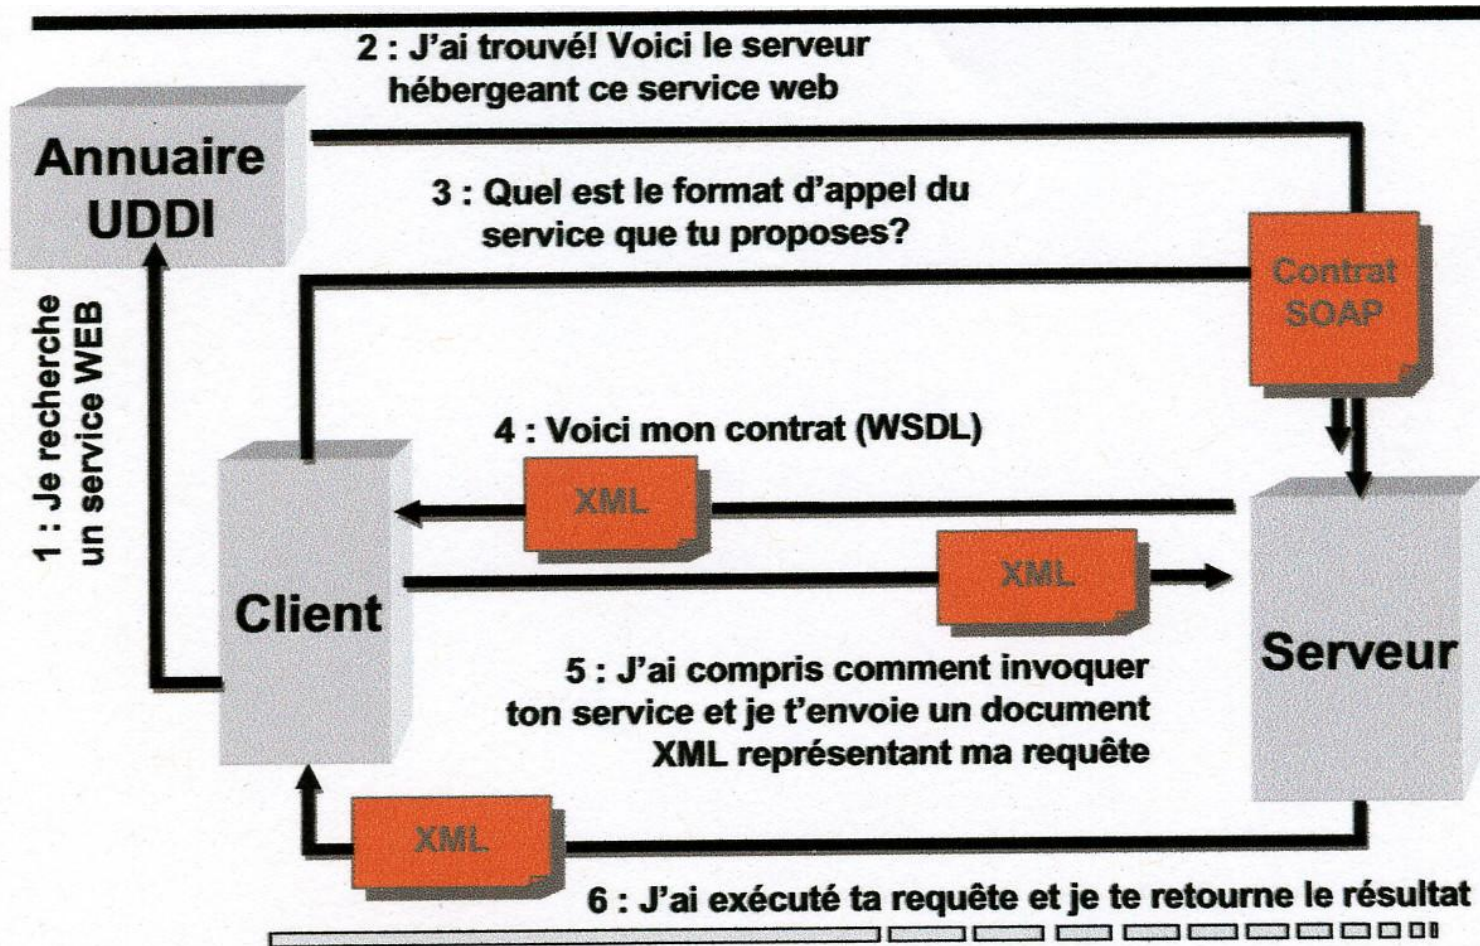 2 : J'ai trouvé! Voici le serveur
hébergeant ce service web
Annuaire
UDDI
3 : Quel est le format d'appel du
service que tu proposes?
Contrat
SOAP
1 : Je recherche
un service WEB
4 : Voici mon contrat (WSDL)
XML
XML
Client
Serveur
5 : J'ai compris comment invoquer
ton service et je t'envoie un document
XML représentant ma requête
XML
6 : J'ai exécuté ta requête et je te retourne le résultat